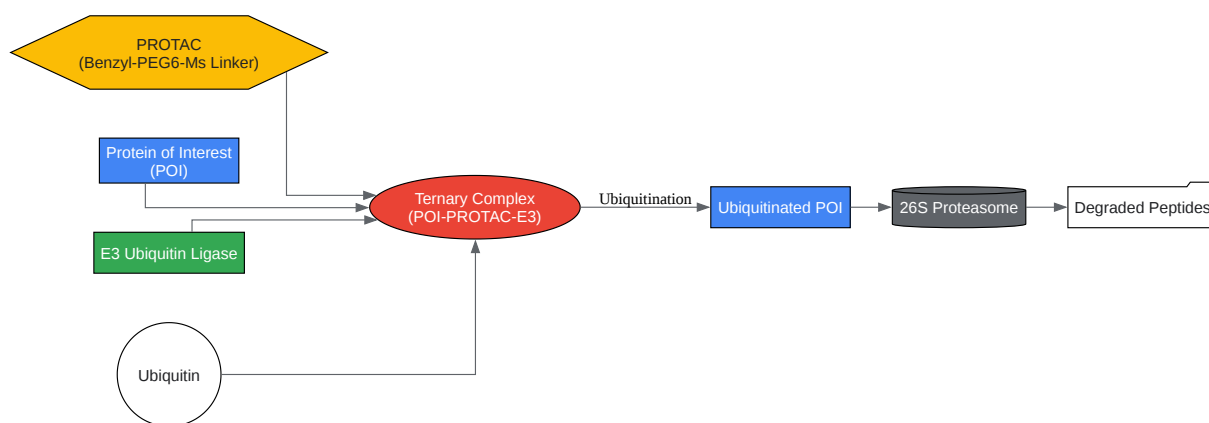 PROTAC
(Benzyl-PEG6-Ms Linker)
Protein of Interest
(POI)
E3 Ubiquitin Ligase
Ubiquitin
Ternary Complex
(POI-PROTAC-E3)
Ubiquitination
Ubiquitinated POI
26S Proteasome
Degraded Peptides